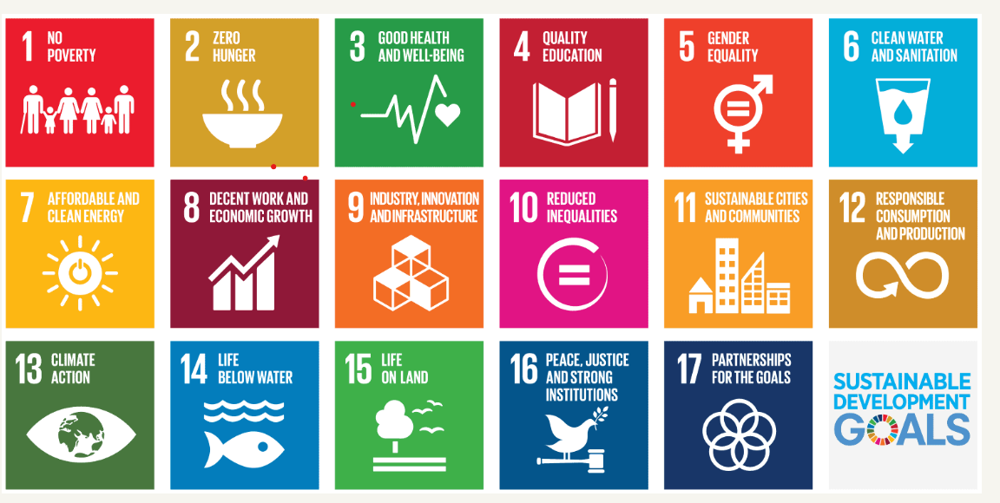 1 NO
POVERTY
2 ZERO
HUNGER
3 GOOD HEALTH
AND WELL-BEING
4 QUALITY
EDUCATION
5 GENDER
EQUALITY
6 CLEAN WATER
AND SANITATION
7 AFFORDABLE AND
CLEAN ENERGY
8 DECENT WORK AND
ECONOMIC GROWTH
9 INDUSTRY, INNOVATION
AND INFRASTRUCTURE
10 REDUCED
INEQUALITIES
11 SUSTAINABLE CITIES
AND COMMUNITIES
12 RESPONSIBLE
CONSUMPTION
AND PRODUCTION
13 CLIMATE
ACTION
14 LIFE
BELOW WATER
15 LIFE
ON LAND
16 PEACE, JUSTICE
AND STRONG
INSTITUTIONS
17 PARTNERSHIPS
FOR THE GOALS
SUSTAINABLE
DEVELOPMENT
GOALS